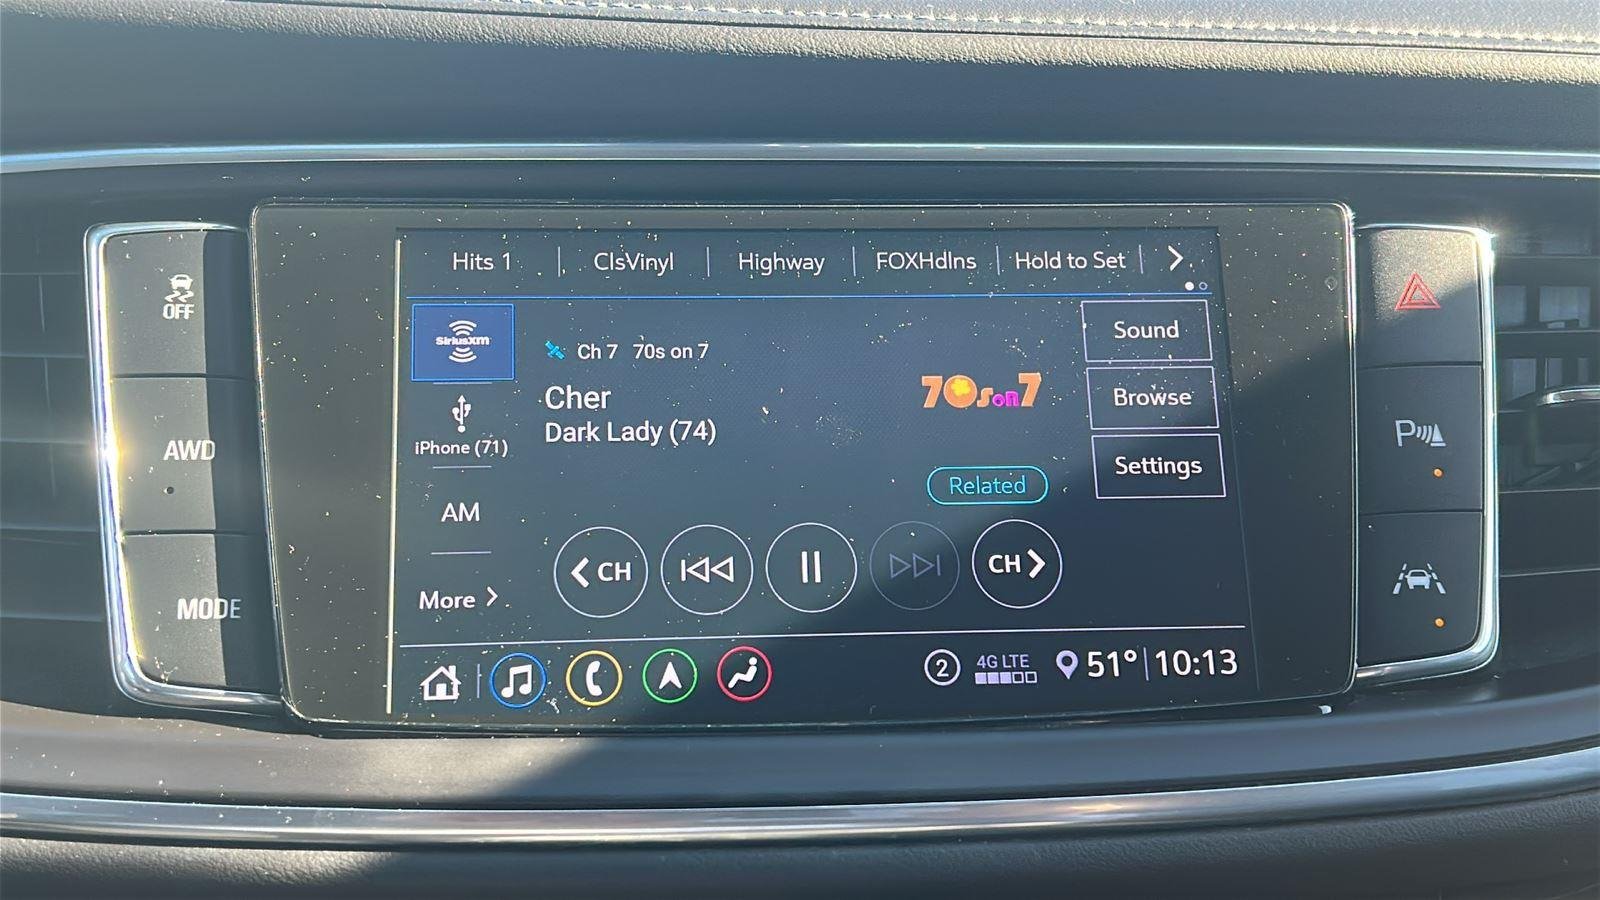 Hits 1 ClsVinyl Highway FOXHdlns Hold to Set
SiriusXM
Ch 7 70s on 7
Cher
Dark Lady (74)
70s on 7
Related
Sound
Browse
Settings
iPhone (71)
AM
More
CH
CH
2 4G LTE 51° 10:13
OFF
AWD
MODE
P